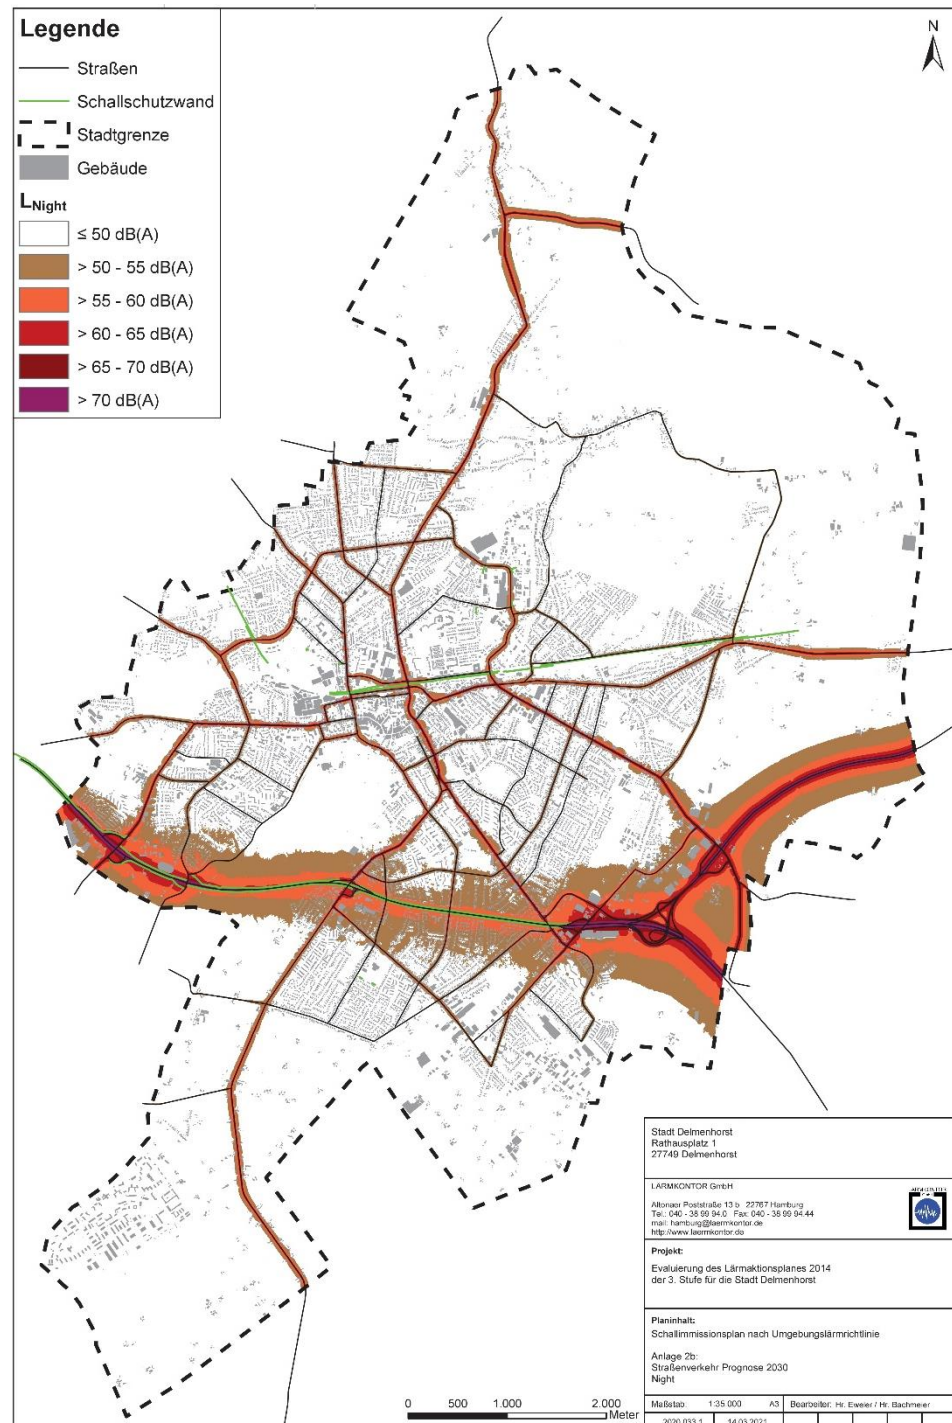 Legende
Straßen
Schallschutzwand
Stadtgrenze
Gebäude
LNight
≤ 50 dB(A)
> 50 - 55 dB(A)
> 55 - 60 dB(A)
> 60 - 65 dB(A)
> 65 - 70 dB(A)
> 70 dB(A)
N
Stadt Delmenhorst
Rathausplatz 1
27749 Delmenhorst
LÄRMKONTOR GmbH
Altonaer Poststraße 13 b 22767 Hamburg
Tel.: 040 - 38 99 94.0 Fax: 040 - 38 99 94.44
mail: hamburg@laermkontor.de
http://www.laermkontor.de
LÄRMKONTOR
Projekt:
Evaluierung des Lärmaktionsplanes 2014
der 3. Stufe für die Stadt Delmenhorst
Planinhalt:
Schallimmissionsplan nach Umgebungslärmrichtlinie
Anlage 2b:
Straßenverkehr Prognose 2030
Night
Maßstab: 1:35 000 A3 Bearbeiter: Hr. Eweler / Hr. Bachmeier
2020.033.1 14.03.2021
0 500 1.000 2.000
Meter